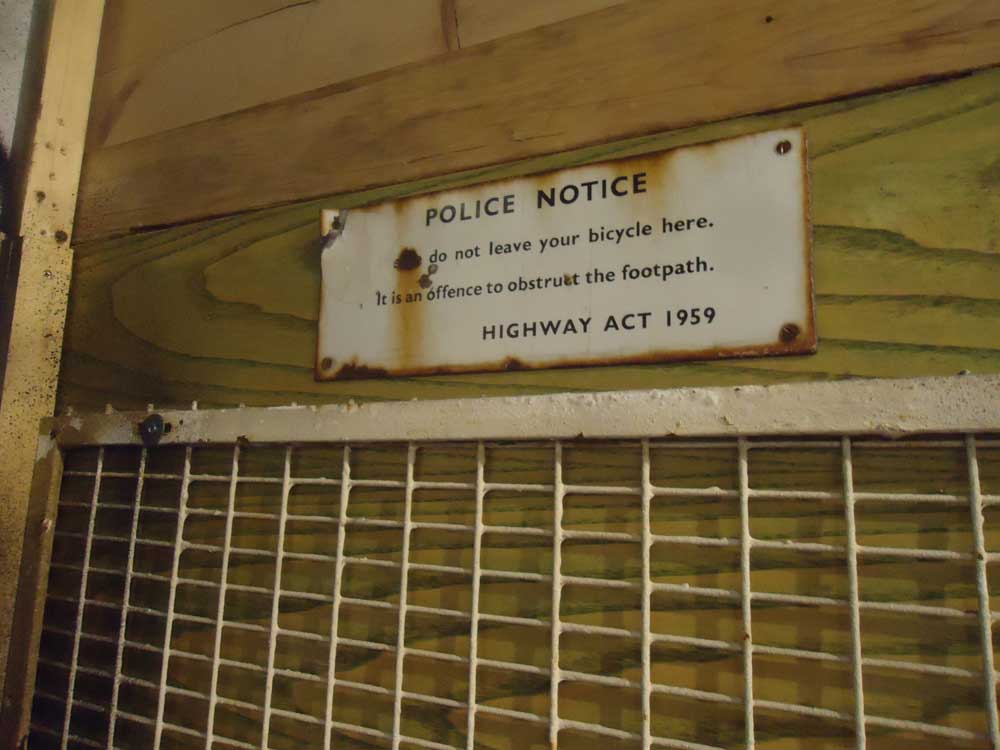 POLICE NOTICE
do not leave your bicycle here.
It is an offence to obstruct the footpath.
HIGHWAY ACT 1959